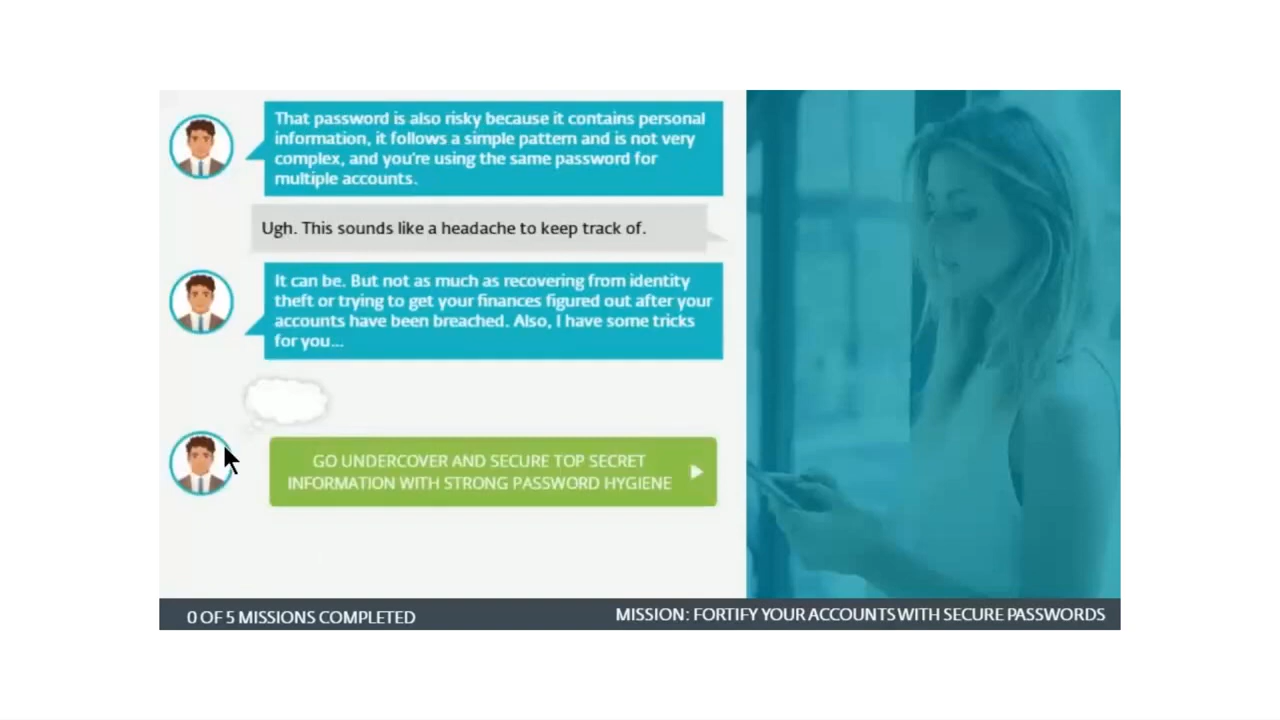 That password is also risky because it contains personal
information, it follows a simple pattern and is not very
complex, and you're using the same password for
multiple accounts.
Ugh. This sounds like a headache to keep track of.
It can be. But not as much as recovering from identity
theft or trying to get your finances figured out after your
accounts have been breached. Also, I have some tricks
for you...
GO UNDERCOVER AND SECURE TOP SECRET
INFORMATION WITH STRONG PASSWORD HYGIENE
0 OF 5 MISSIONS COMPLETED
MISSION: FORTIFY YOUR ACCOUNTS WITH SECURE PASSWORDS